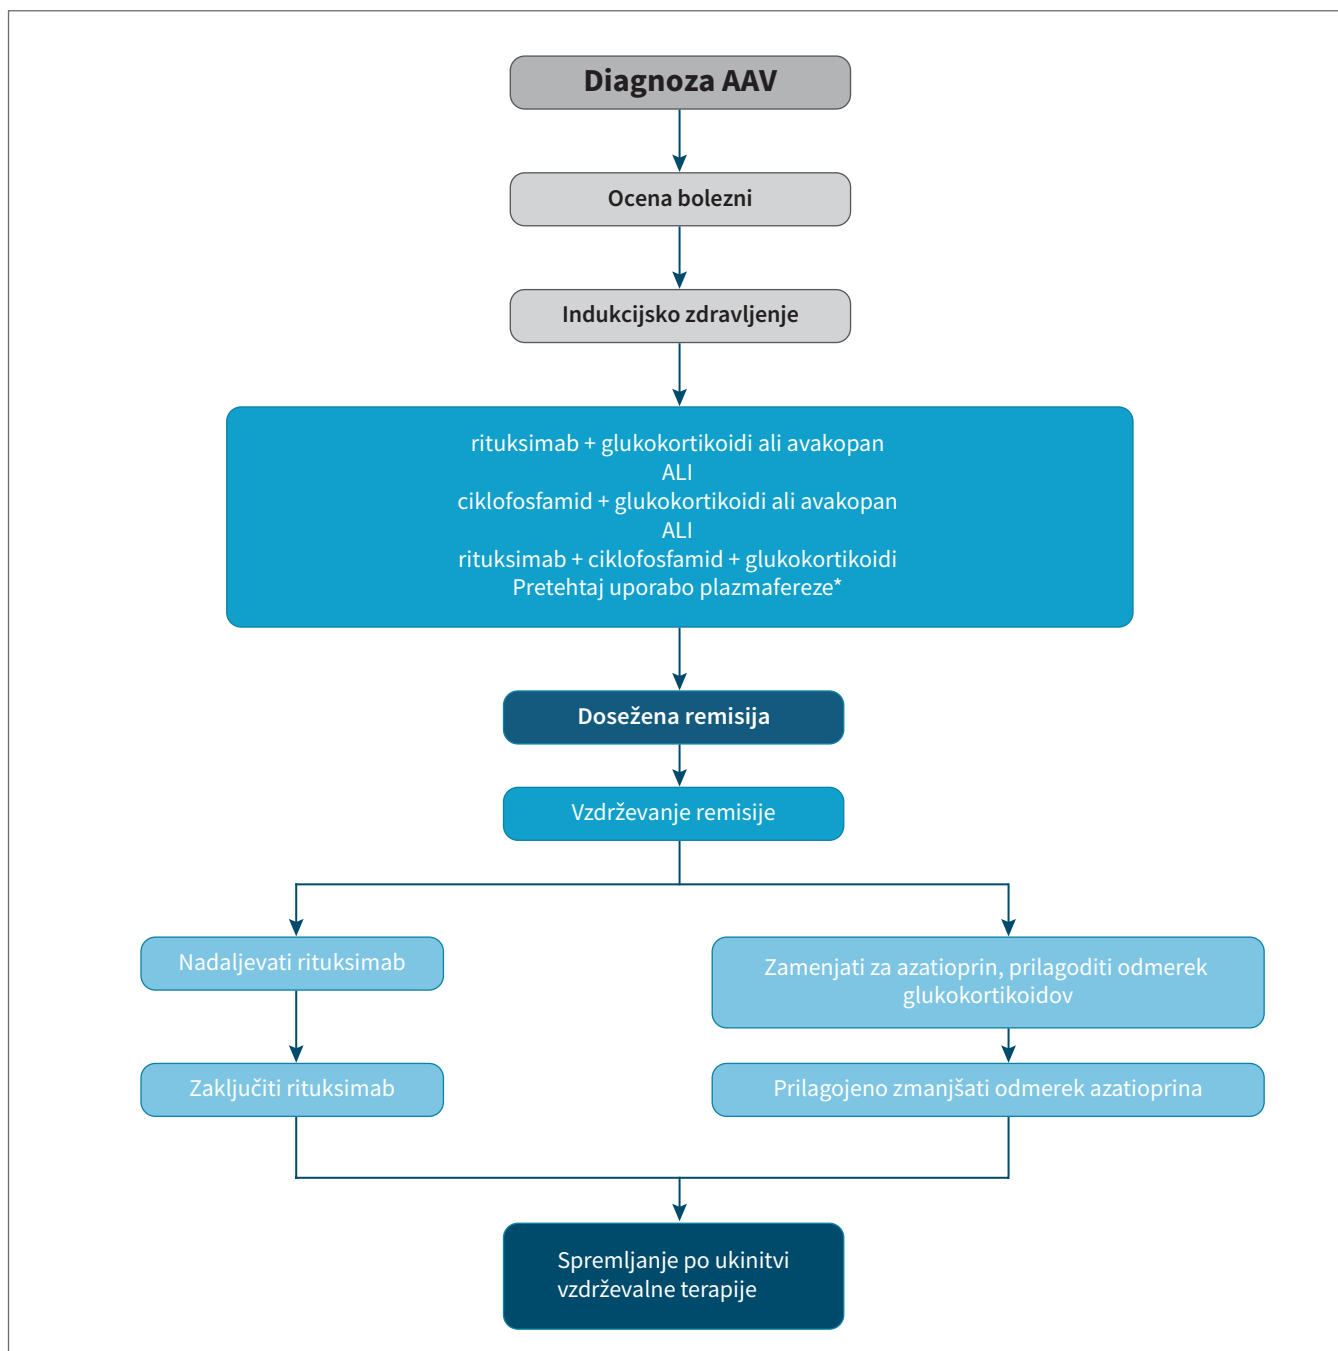 Diagnoza AAV
Ocena bolezni
Indukcijsko zdravljenje
rituksimab + glukokortikoidi ali avakopan
ALI
ciklofosfamid + glukokortikoidi ali avakopan
ALI
rituksimab + ciklofosfamid + glukokortikoidi
Pretehtaj uporabo plazmafereze*
Dosežena remisija
Vzdrževanje remisije
Nadaljevati rituksimab
Zamenjati za azatioprin, prilagoditi odmerek
glukokortikoidov
Zaključiti rituksimab
Prilagojeno zmanjšati odmerek azatioprina
Spremljanje po ukinitvi
vzdrževalne terapije